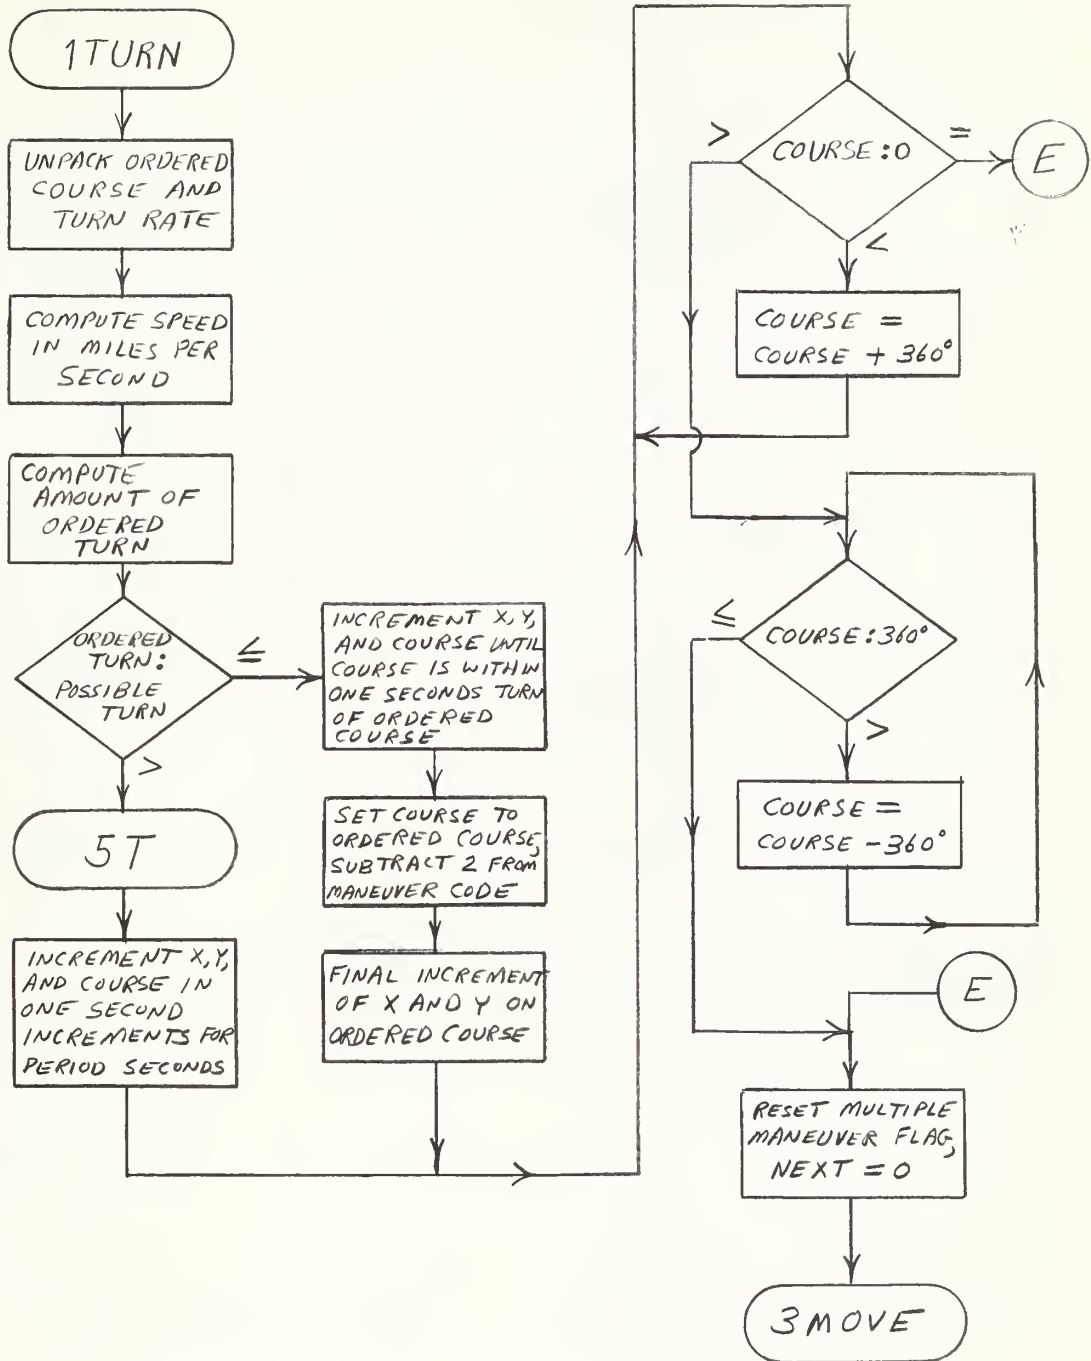 1TURN
UNPACK ORDERED
COURSE AND
TURN RATE
COMPUTE SPEED
IN MILES PER
SECOND
COMPUTE
AMOUNT OF
ORDERED
TURN
ORDERED
TURN:
POSSIBLE
TURN
≤
>
5T
INCREMENT X,Y,
AND COURSE IN
ONE SECOND
INCREMENTS FOR
PERIOD SECONDS
INCREMENT X,Y,
AND COURSE UNTIL
COURSE IS WITHIN
ONE SECONDS TURN
OF ORDERED
COURSE
SET COURSE TO
ORDERED COURSE,
SUBTRACT 2 FROM
MANEUVER CODE
FINAL INCREMENT
OF X AND Y ON
ORDERED COURSE
COURSE:0
>
=
E
<
COURSE =
COURSE + 360°
COURSE:360°
≤
>
COURSE =
COURSE - 360°
E
RESET MULTIPLE
MANEUVER FLAG,
NEXT = 0
3MOVE